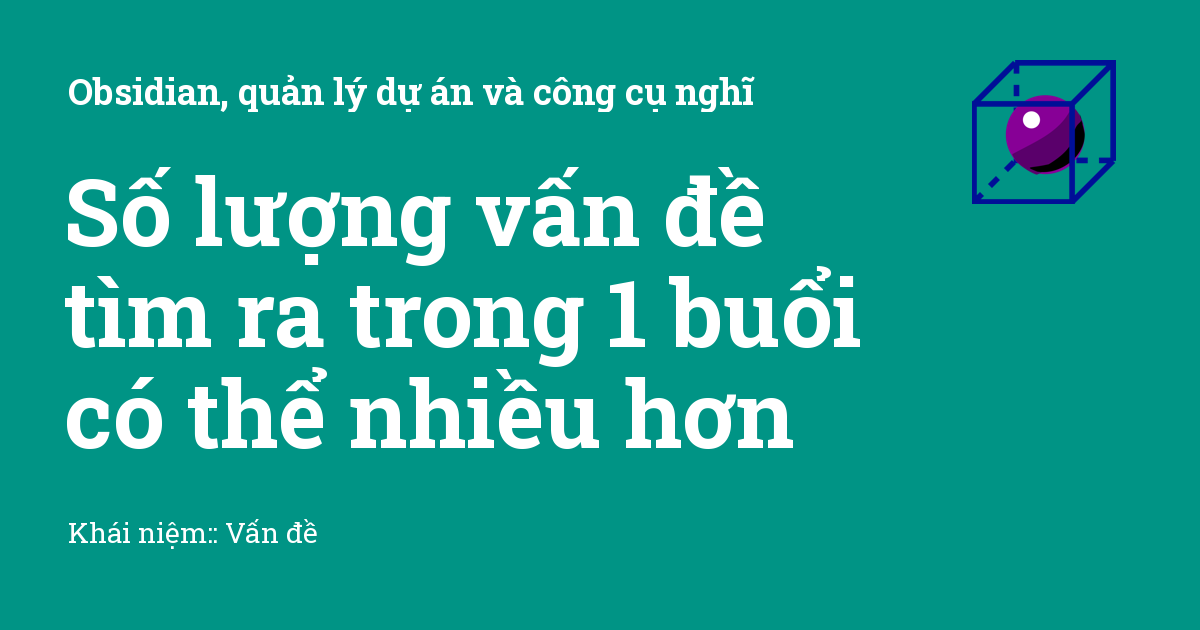 Obsidian, quản lý dự án và công cụ nghĩ
Số lượng vấn đề
tìm ra trong 1 buổi
có thể nhiều hơn
Khái niệm:: Vấn đề